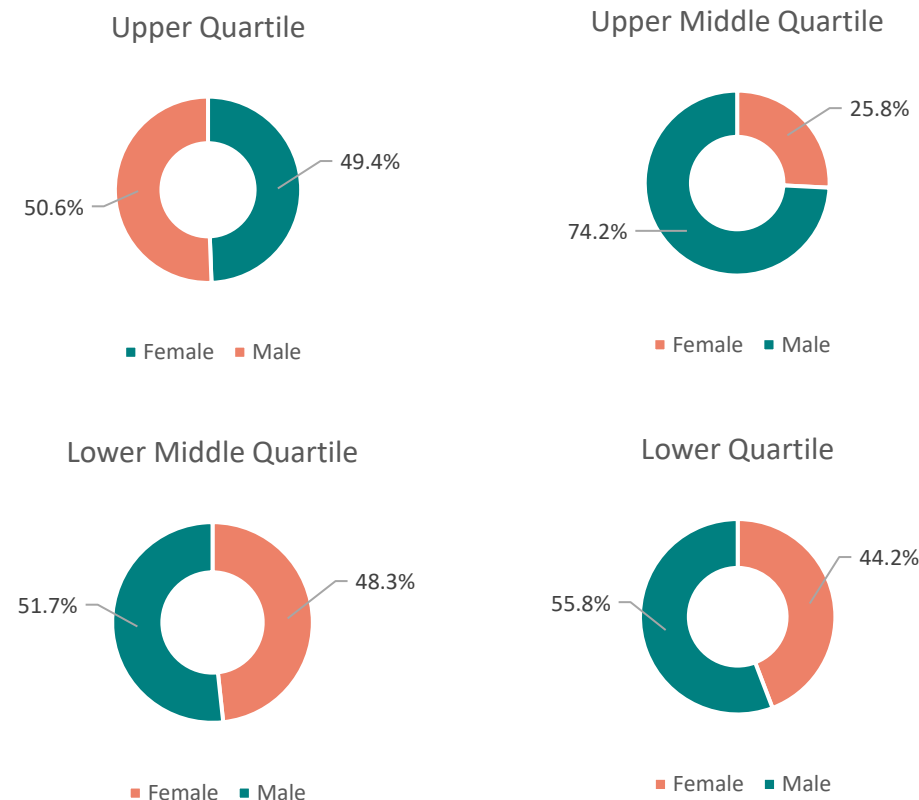 Upper Quartile
49.4%
50.6%
Female Male
Upper Middle Quartile
25.8%
74.2%
Female Male
Lower Middle Quartile
48.3%
51.7%
Female Male
Lower Quartile
44.2%
55.8%
Female Male